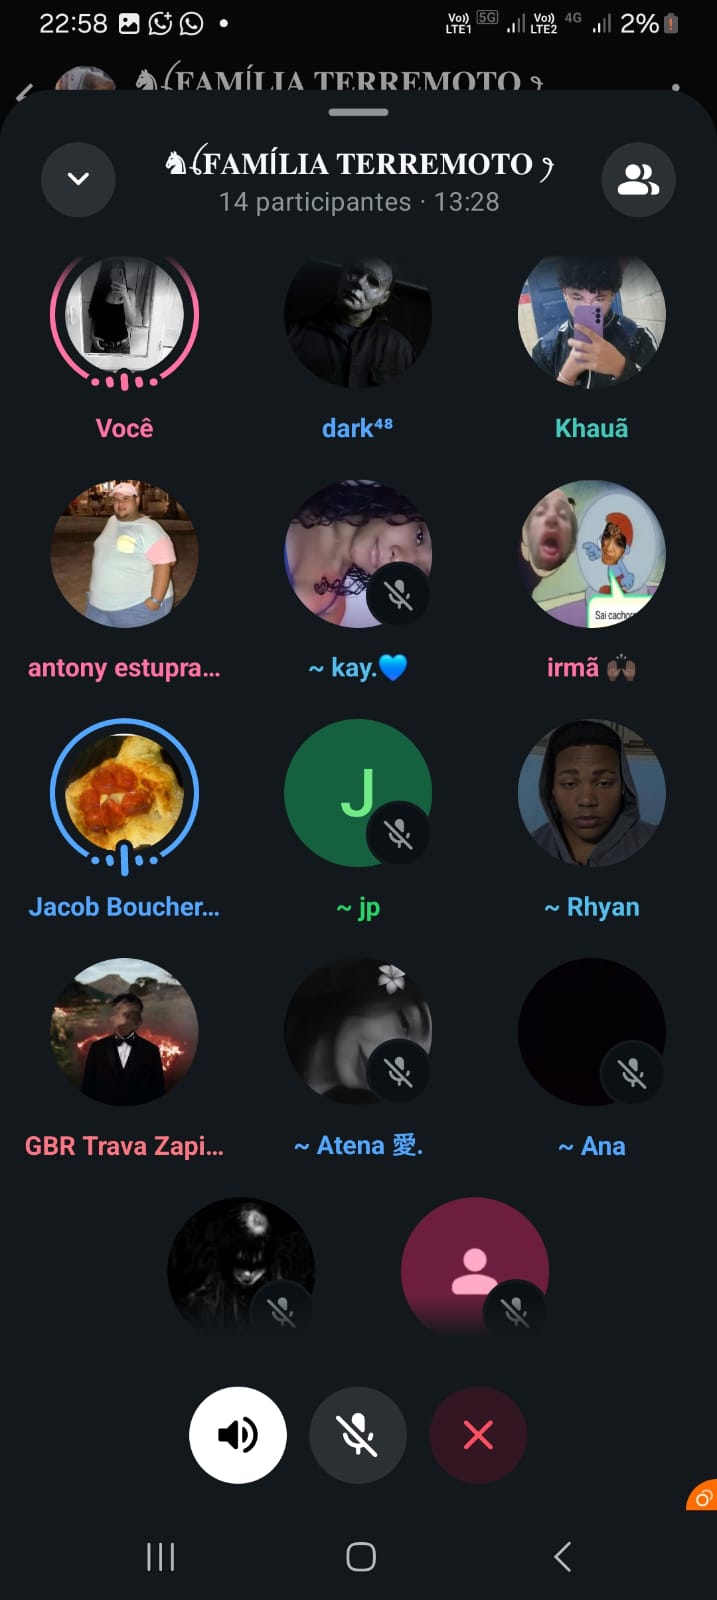 22:58 Vo)) LTE1 5G Vo)) LTE2 4G 2%
FAMÍLIA TERREMOTO
FAMÍLIA TERREMOTO
14 participantes · 13:28
Você dark⁴⁸ Khauã
Sai cachor
antony estupra... ~ kay.💙 irmã 🙌🏿
J
Jacob Boucher... ~ jp ~ Rhyan
GBR Trava Zapi... ~ Atena 愛. ~ Ana